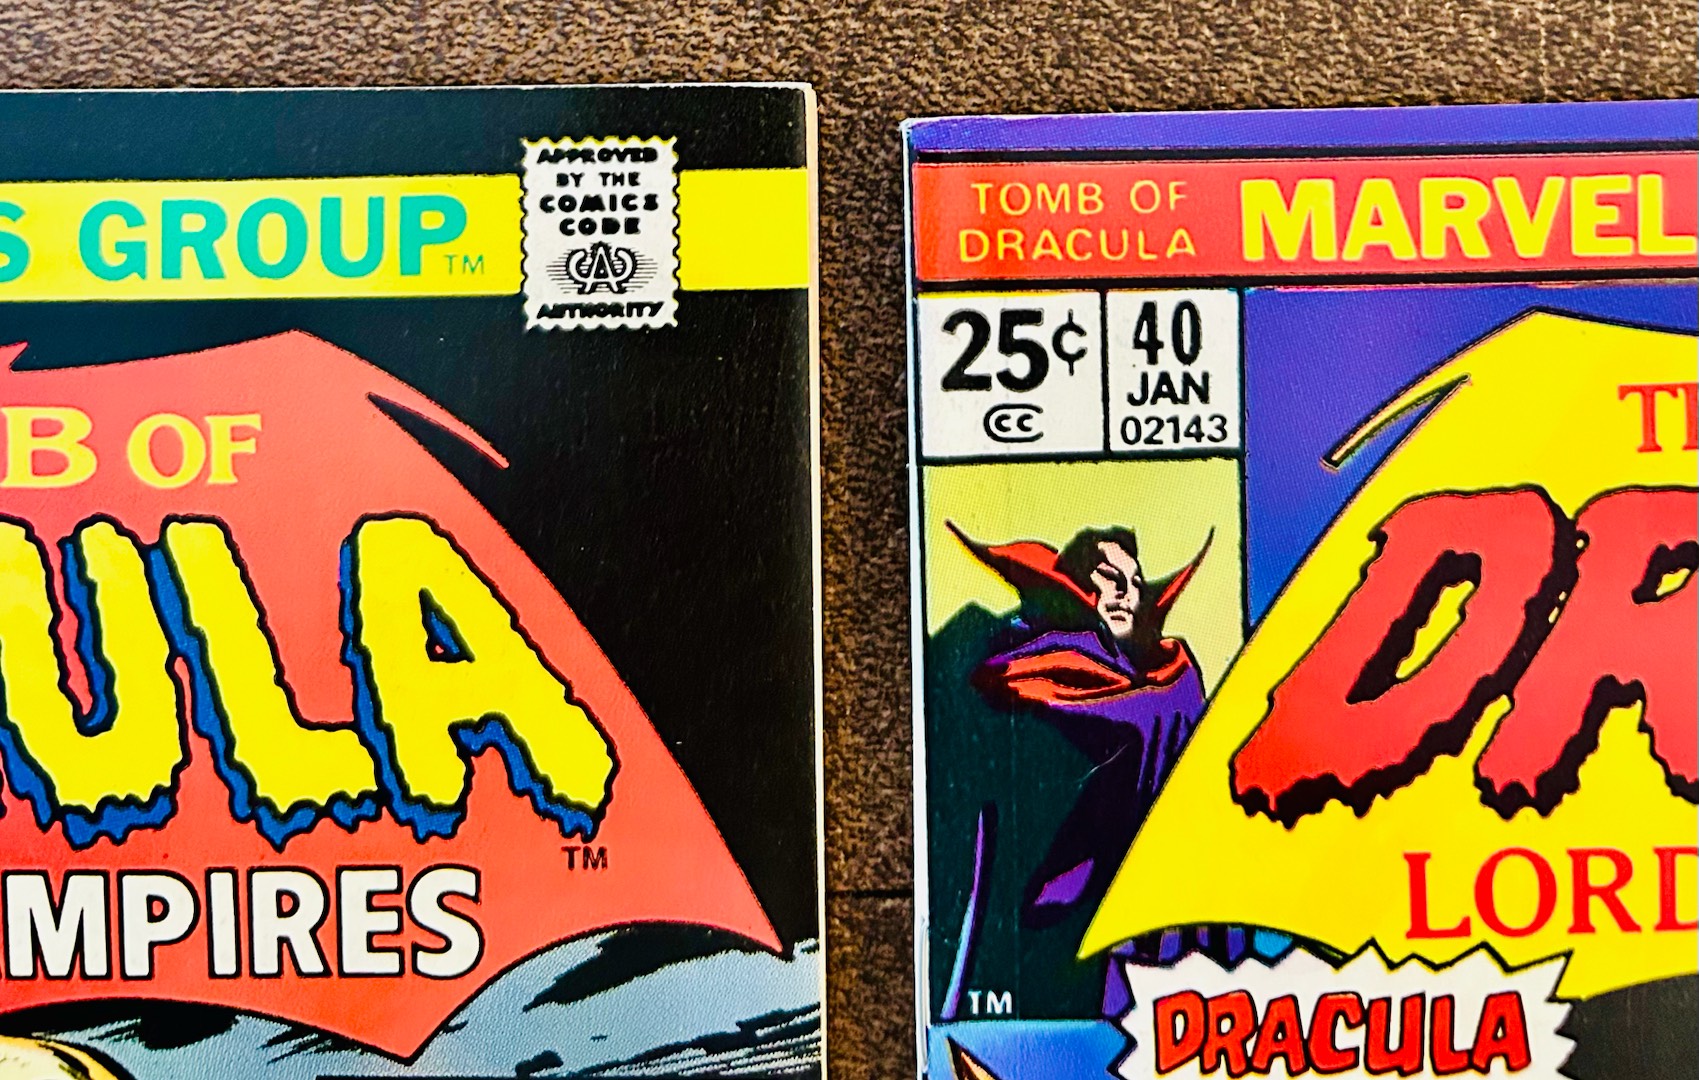 S GROUP TM
APPROVED
BY THE
COMICS
CODE
A
AUTHORITY
B OF
ULA
TM
MPIRES
TOMB OF
DRACULA
MARVEL
25¢
CC
40
JAN
02143
DR
LORD
TM
DRACULA